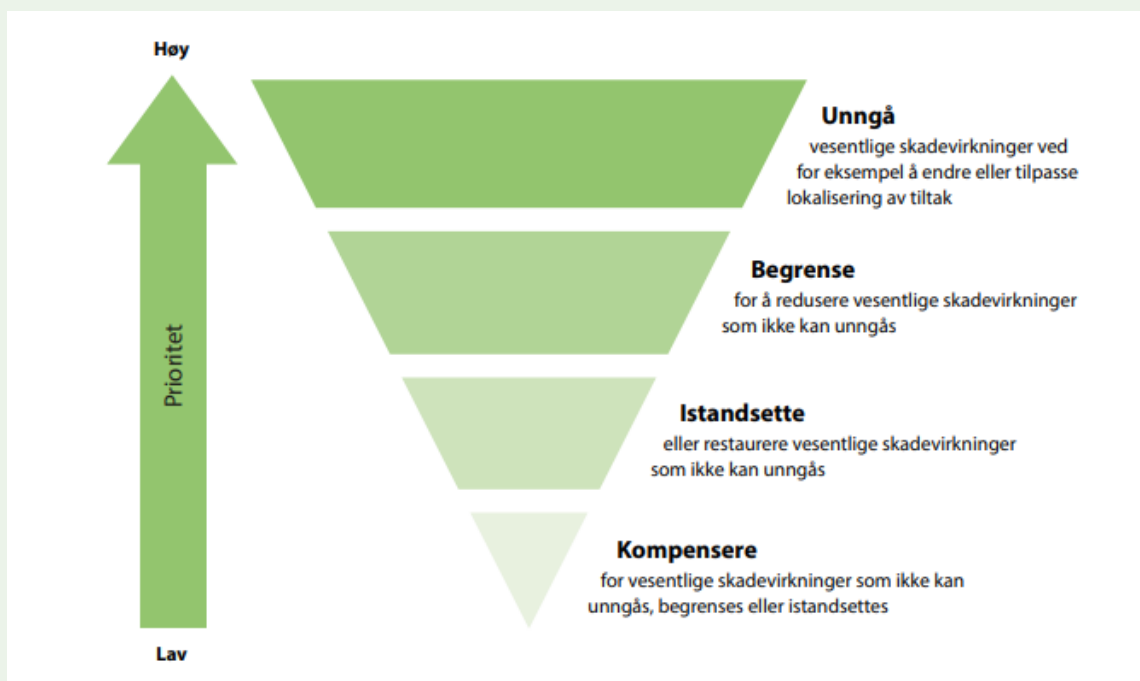 Høy
Unngå
vesentlige skadevirkninger ved
for eksempel å endre eller tilpasse
lokalisering av tiltak
Begrense
for å redusere vesentlige skadevirkninger
som ikke kan unngås
Prioritet
Istandsette
eller restaurere vesentlige skadevirkninger
som ikke kan unngås
Kompensere
for vesentlige skadevirkninger som ikke kan
unngås, begrenses eller istandsettes
Lav